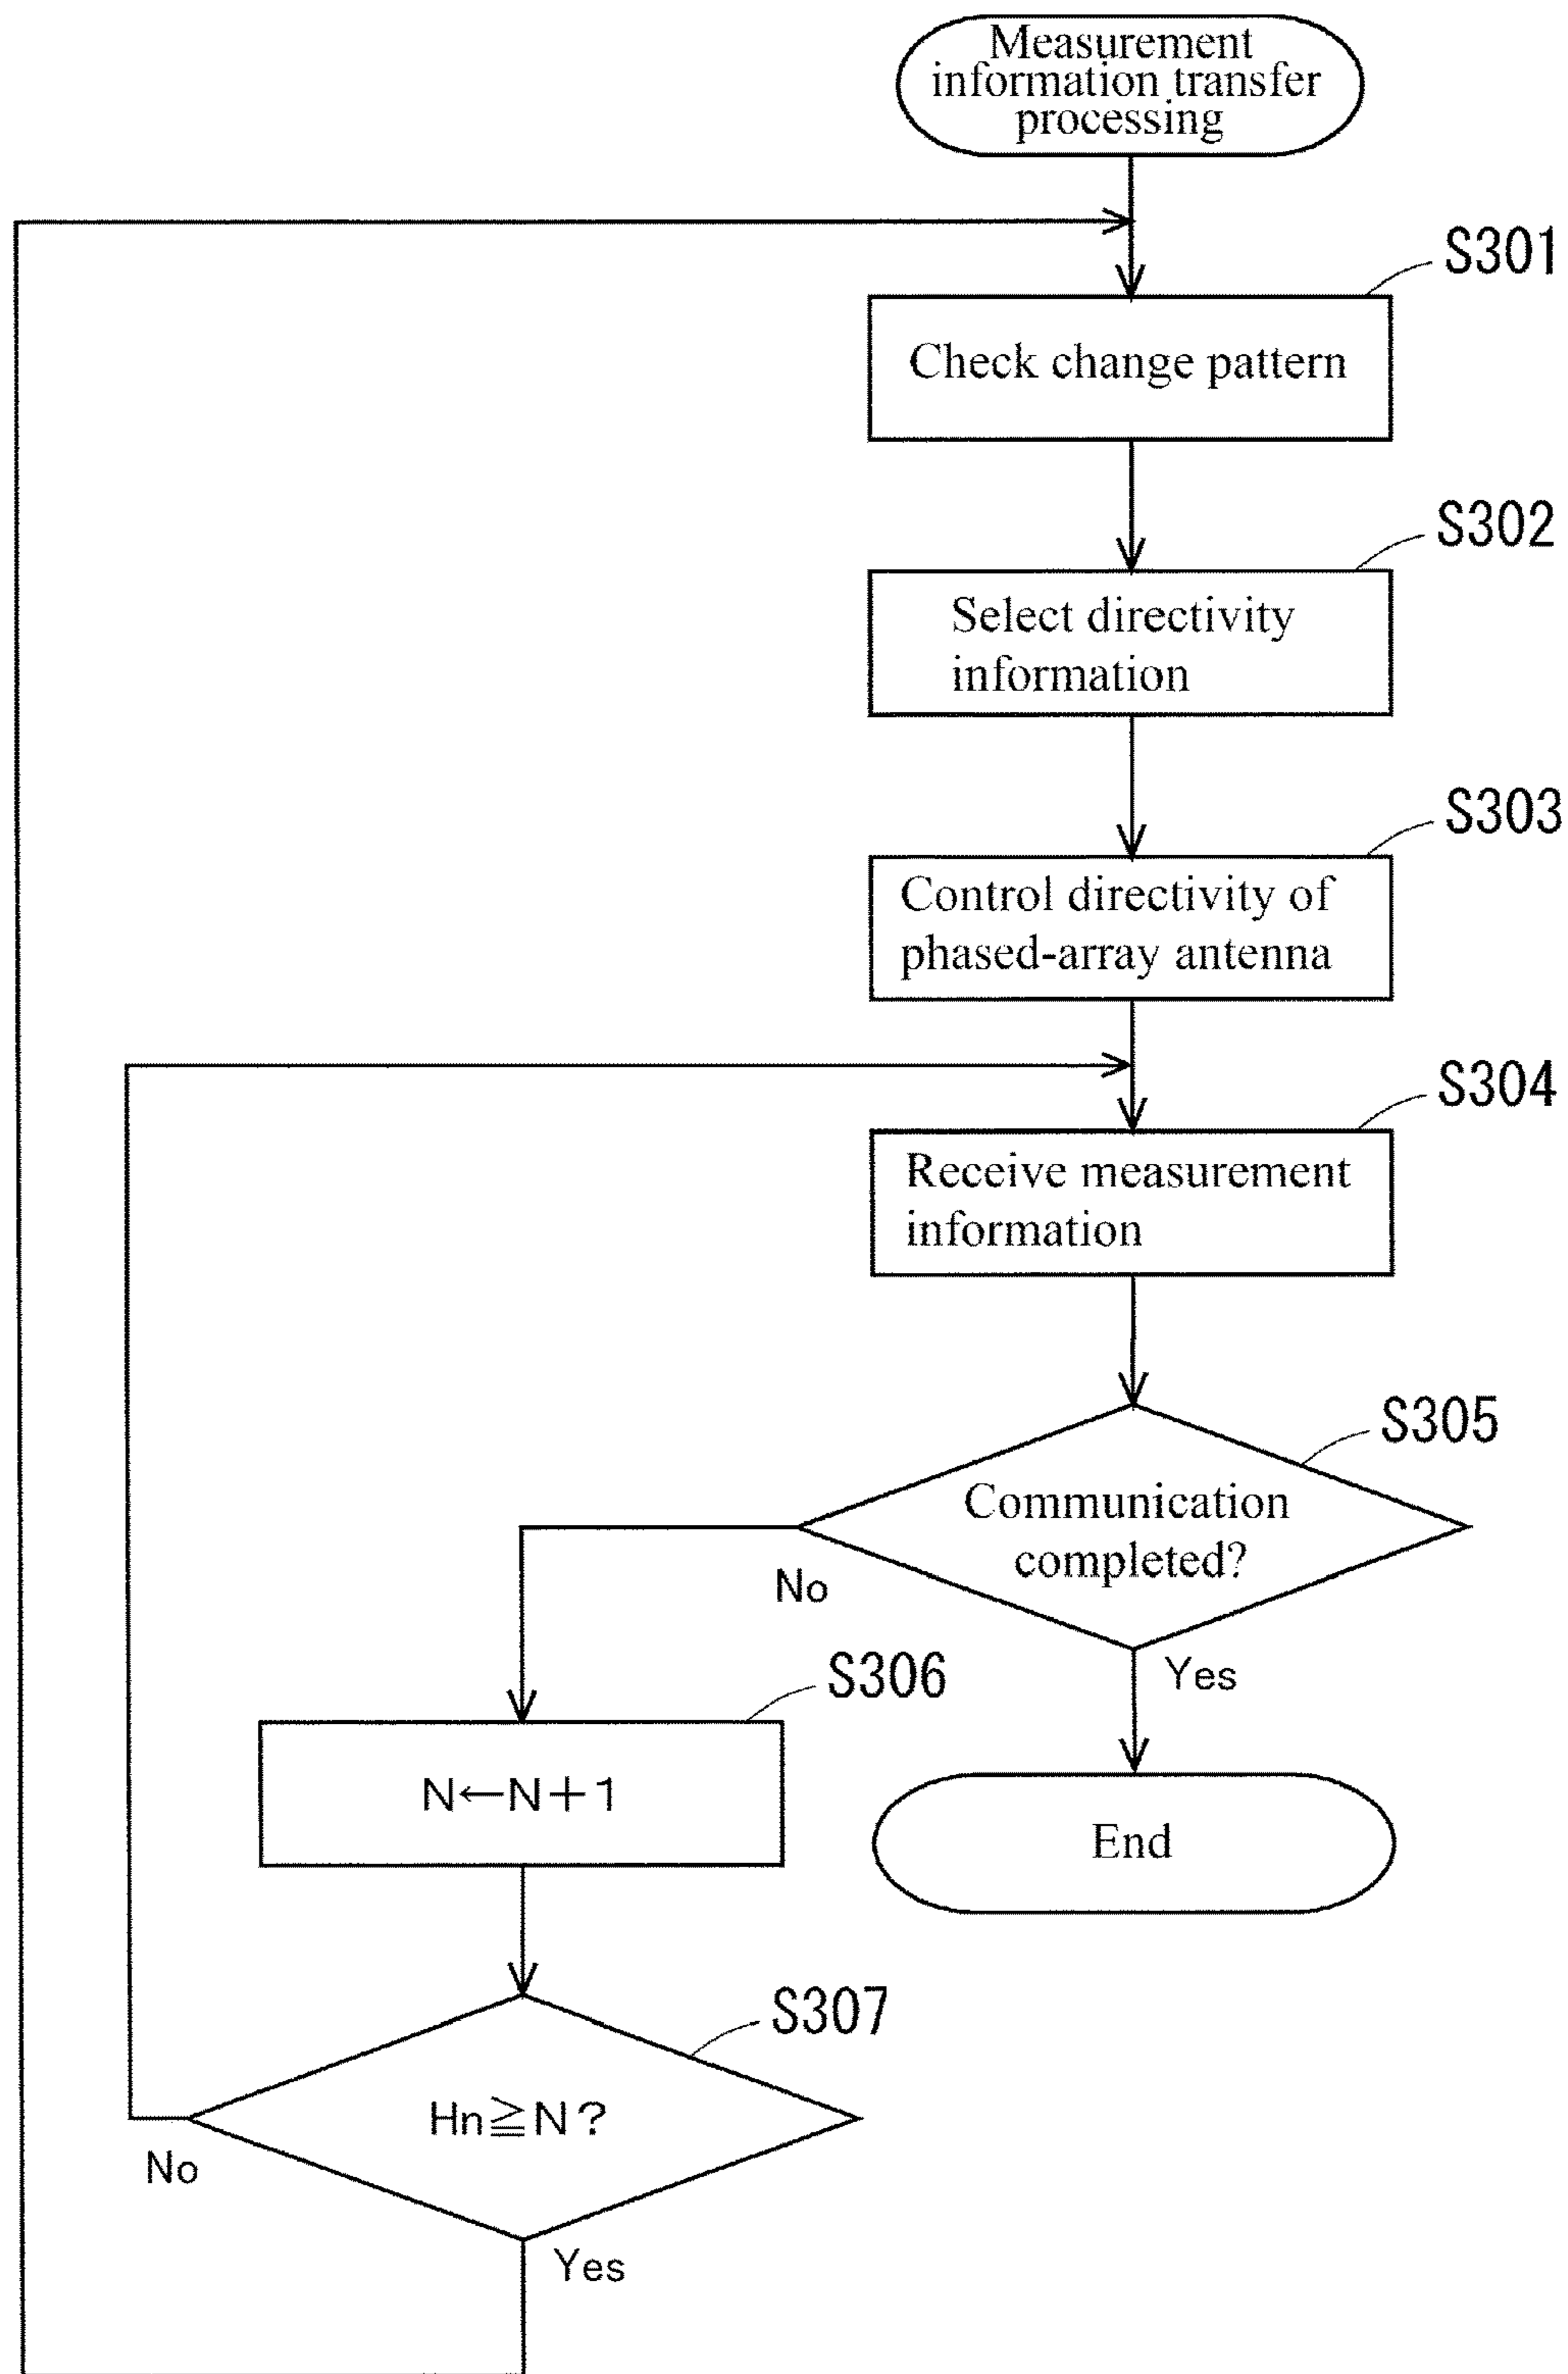 Measurement
information transfer
processing
S301
Check change pattern
S302
Select directivity
information
S303
Control directivity of
phased-array antenna
S304
Receive measurement
information
S305
Communication
completed?
No
Yes
S306
N←N+1
End
S307
Hn≧N?
No
Yes